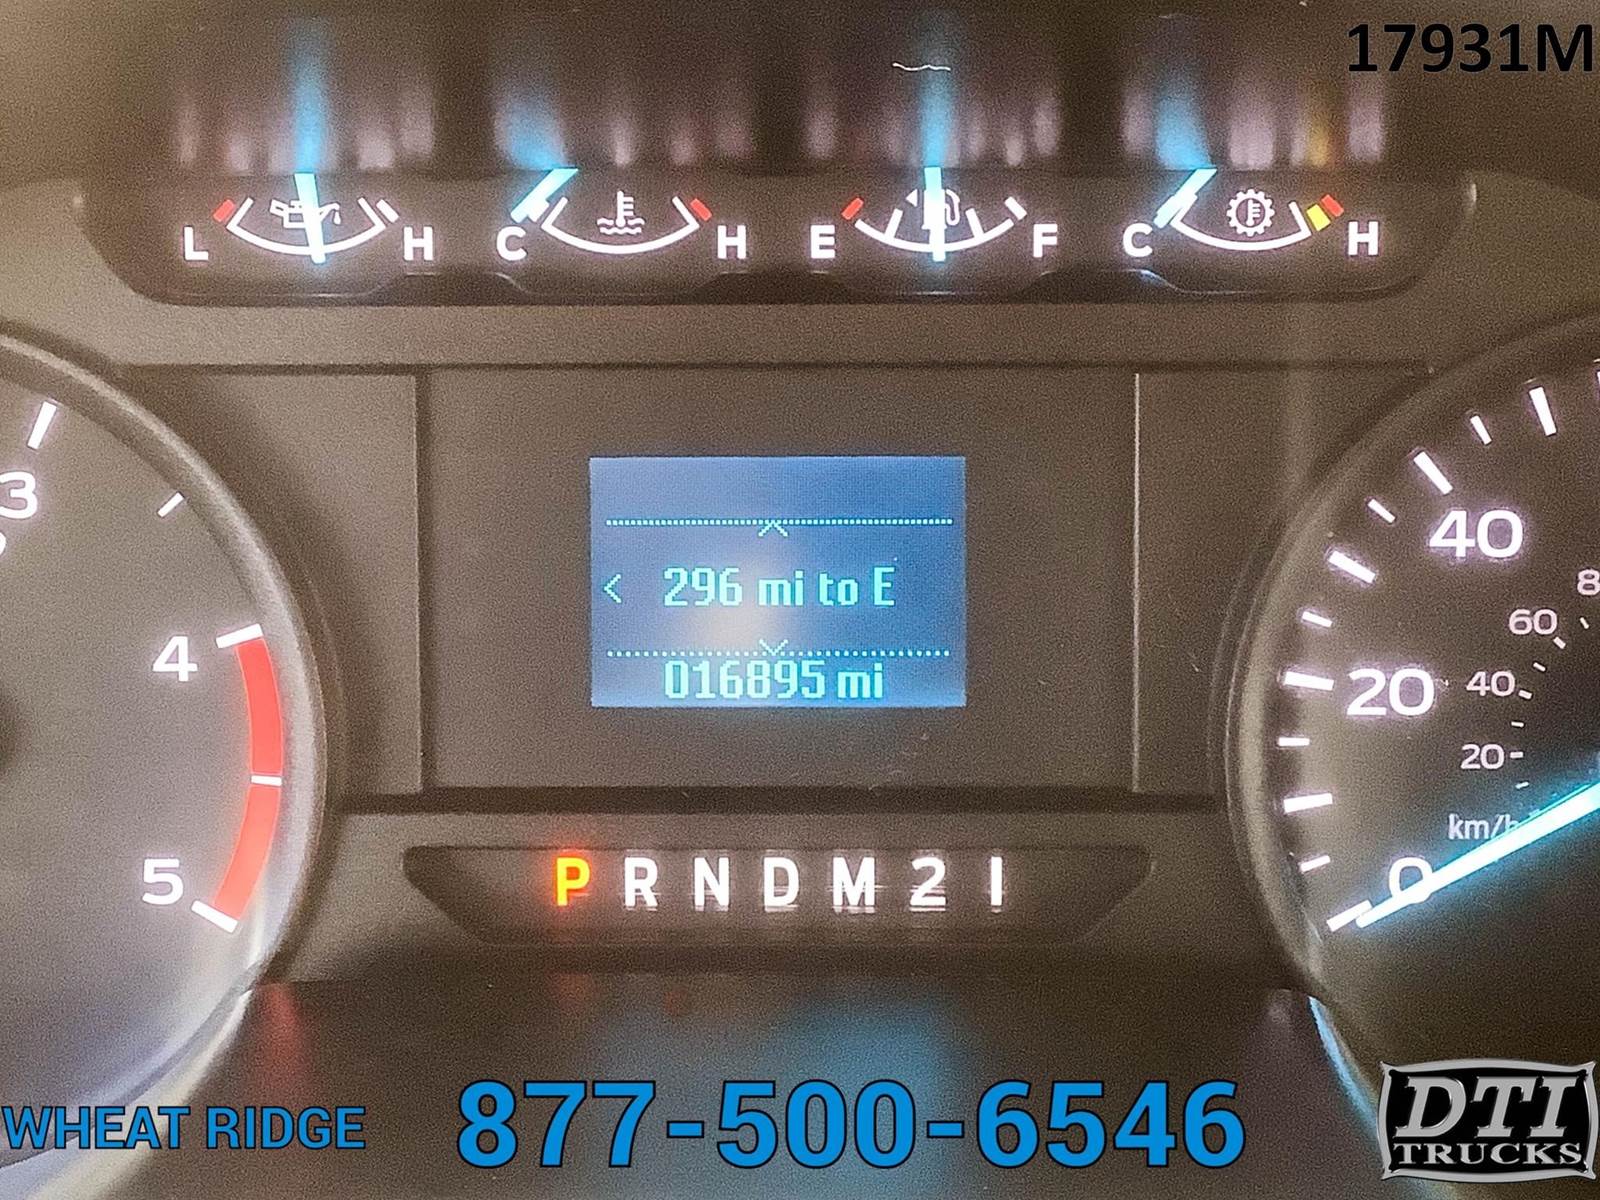 17931M
L H C H E F C H
296 mi to E
016895 mi
3
4
5
40
20
0
8
60
40
20
km/h
P R N D M 2 1
WHEAT RIDGE 877-500-6546
DTI
TRUCKS